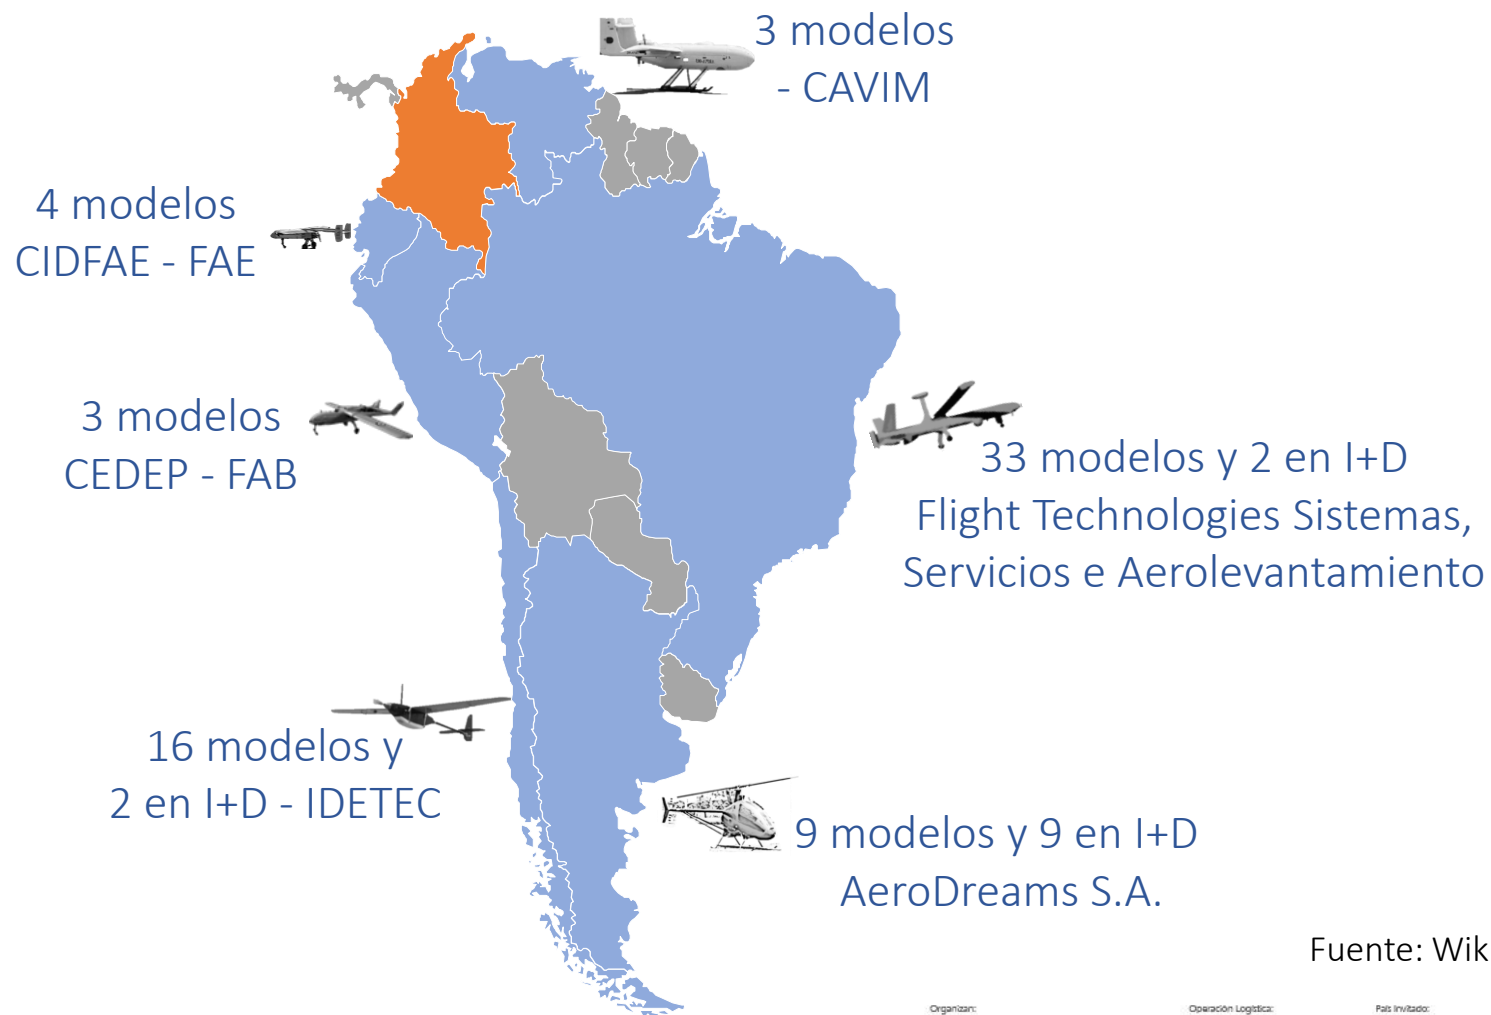 3 modelos
- CAVIM
4 modelos
CIDFAE - FAE
3 modelos
CEDEP - FAB
33 modelos y 2 en I+D
Flight Technologies Sistemas,
Servicios e Aerolevantamiento
16 modelos y
2 en I+D - IDETEC
9 modelos y 9 en I+D
AeroDreams S.A.
Fuente: Wik
Organizan:
Operación Logística:
País Invitado: